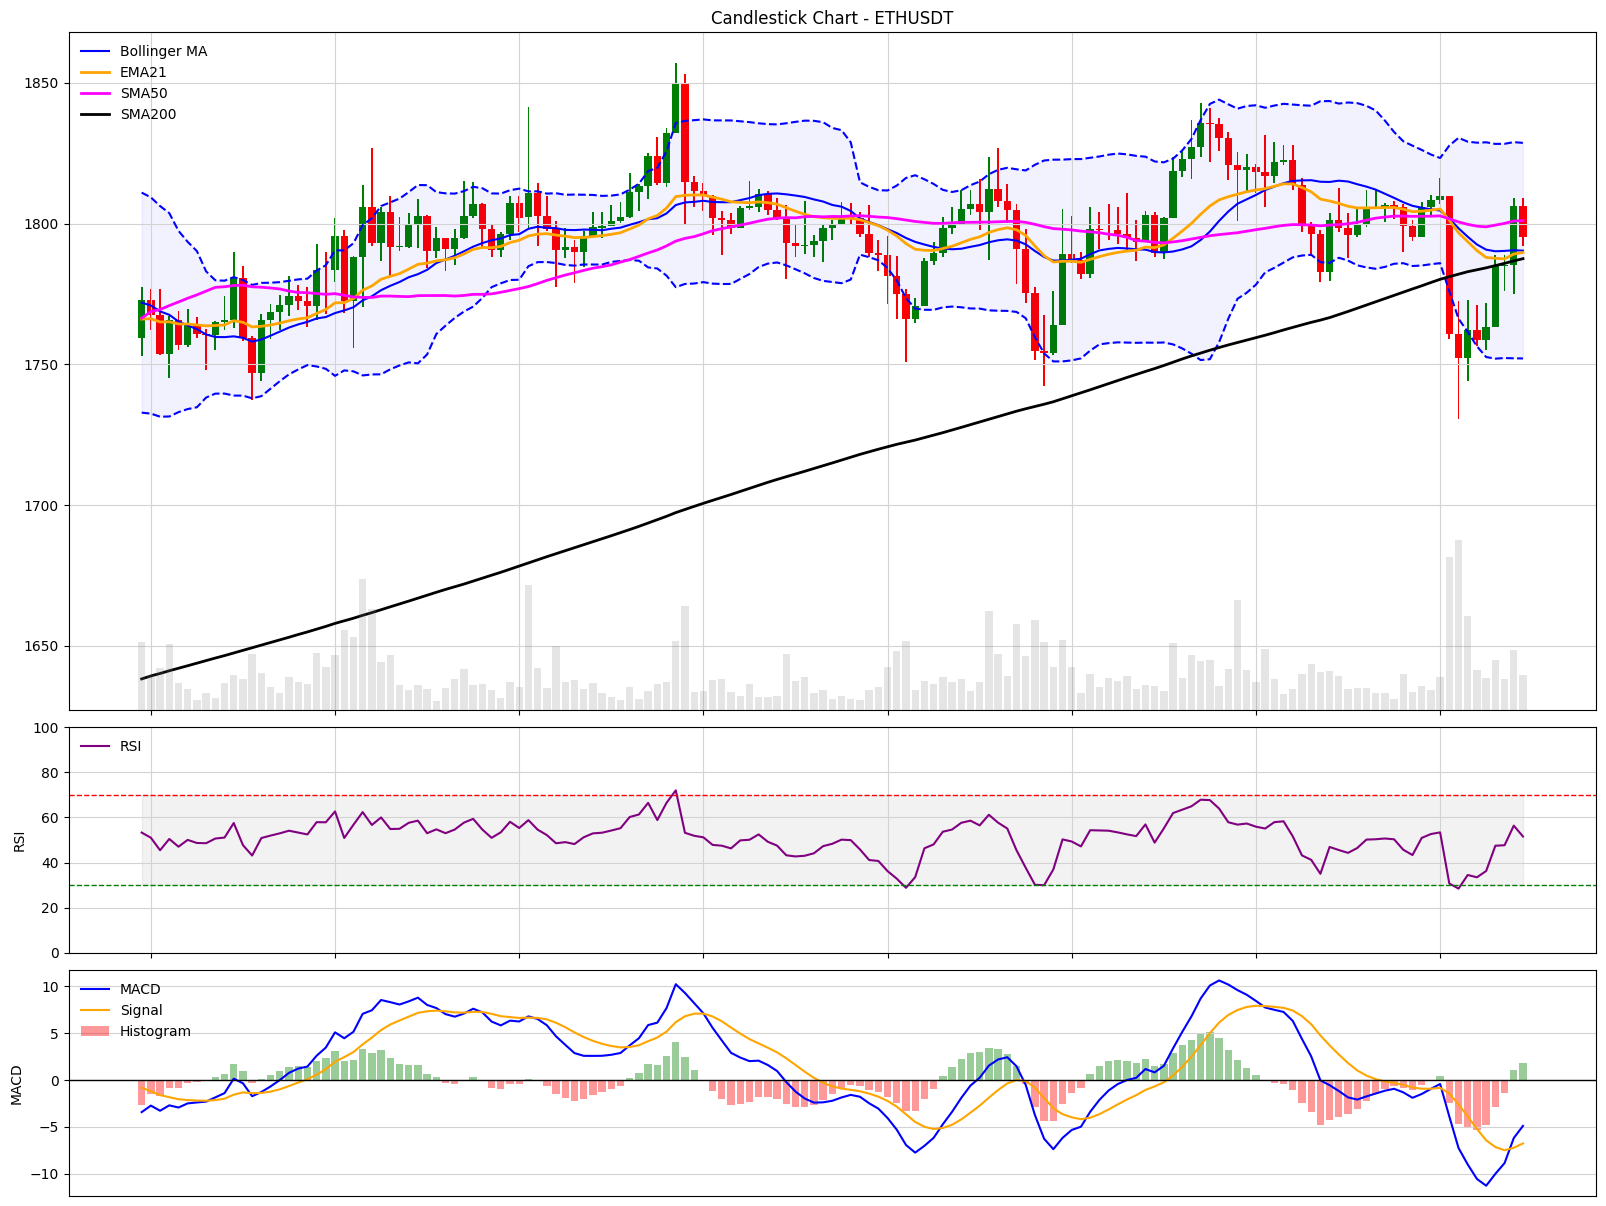 Candlestick Chart - ETHUSDT
Bollinger MA
EMA21
SMA50
SMA200
1850
1800
1750
1700
1650
RSI
100
80
60
40
20
0
RSI
MACD
Signal
Histogram
10
5
0
−5
−10
MACD